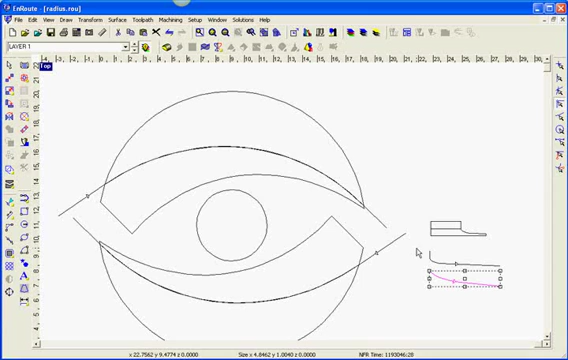 EnRoute - [radius.rou]
File Edit View Draw Transform Surface Toolpath Machining Setup Window Solutions Help
LAYER 1
Top
x 22.7562 y 9.4774 z 0.0000 Size x 4.8462 y 1.0040 z 0.0000 NFR Time: 1193046:28